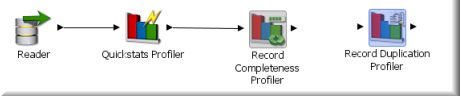 Reader
Quickstats Profiler
Record
Completeness
Profiler
Record Duplication
Profiler